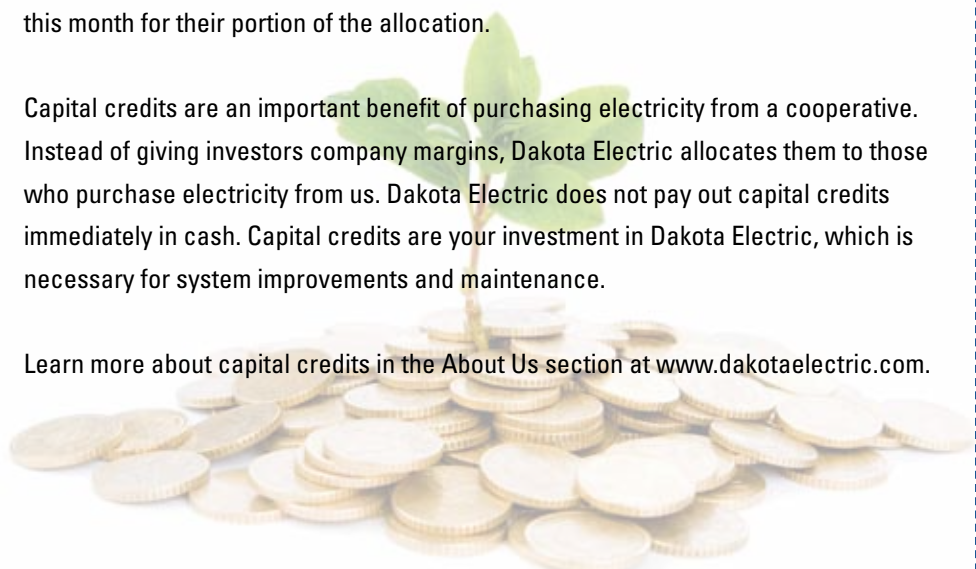 this month for their portion of the allocation.
Capital credits are an important benefit of purchasing electricity from a cooperative.
Instead of giving investors company margins, Dakota Electric allocates them to those
who purchase electricity from us. Dakota Electric does not pay out capital credits
immediately in cash. Capital credits are your investment in Dakota Electric, which is
necessary for system improvements and maintenance.
Learn more about capital credits in the About Us section at www.dakotaelectric.com.